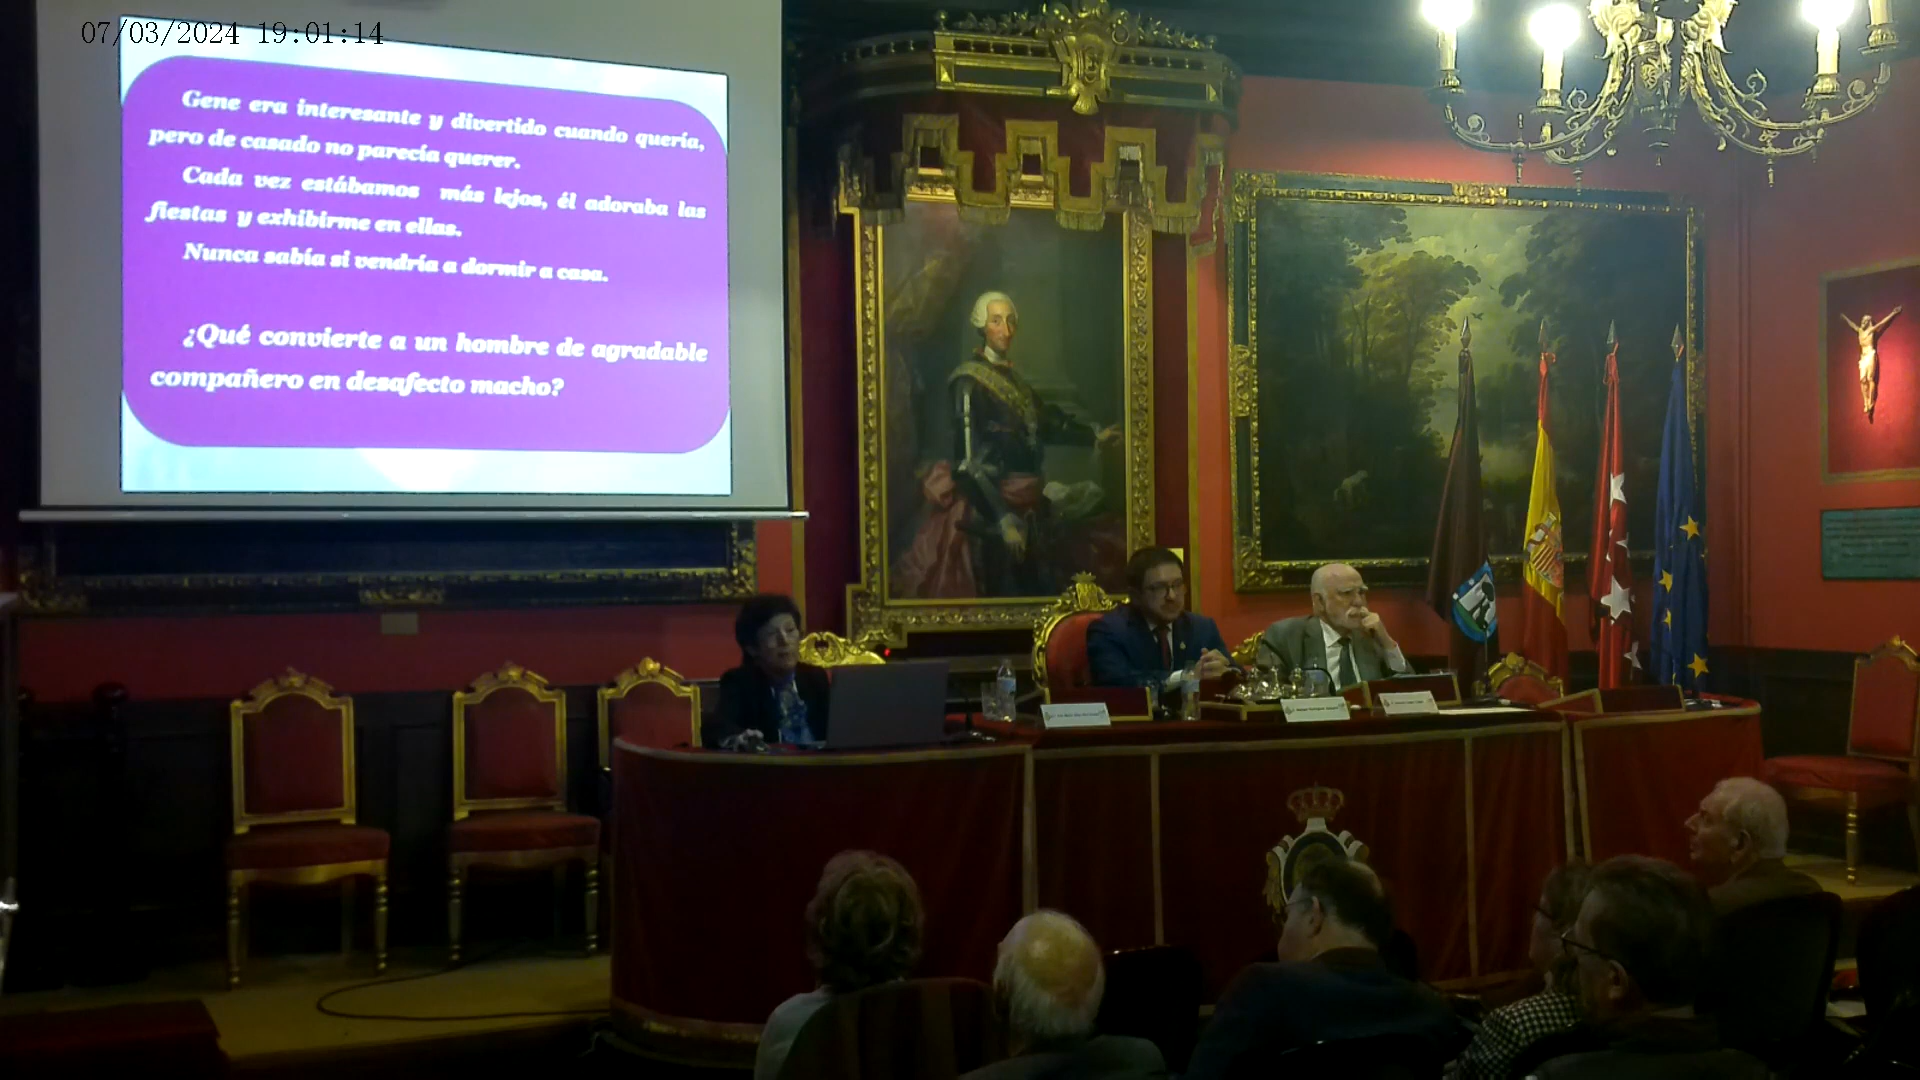 07/03/2024 19:01:14
Gene era interesante y divertido cuando quería,
pero de casado no parecía querer.
Cada vez estábamos más lejos, él adoraba las
fiestas y exhibirme en ellas.
Nunca sabía si vendría a dormir a casa.
¿Qué convierte a un hombre de agradable
compañero en desafecto macho?